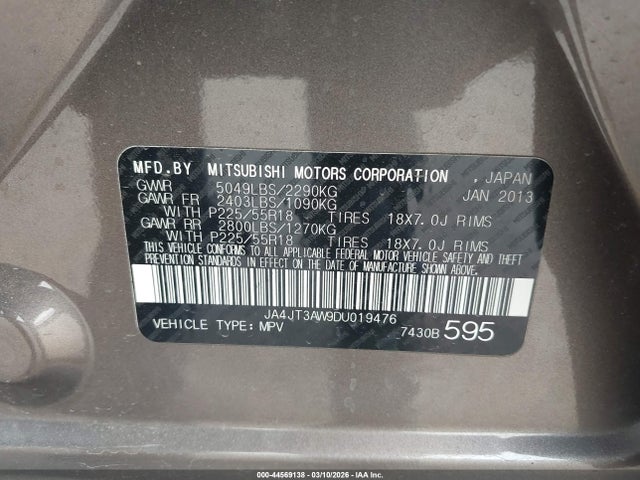 MFD.BY MITSUBISHI MOTORS CORPORATION , JAPAN
GVWR 5049LBS/2290KG JAN 2013
GAWR FR 2403LBS/1090KG
WITH P225/55R18 TIRES 18X7.0J RIMS
GAWR RR 2800LBS/1270KG
WITH P225/55R18 TIRES 18X7.0J RIMS
THIS VEHICLE CONFORMS TO ALL APPLICABLE FEDERAL MOTOR VEHICLE SAFETY AND THEFT
PREVENTION STANDARDS IN EFFECT ON THE DATE OF MANUFACTURE SHOWN ABOVE.
JA4JT3AW9DU019476
VEHICLE TYPE: MPV 7430B 595
000-44569138 - 03/10/2026 - IAAI.COM